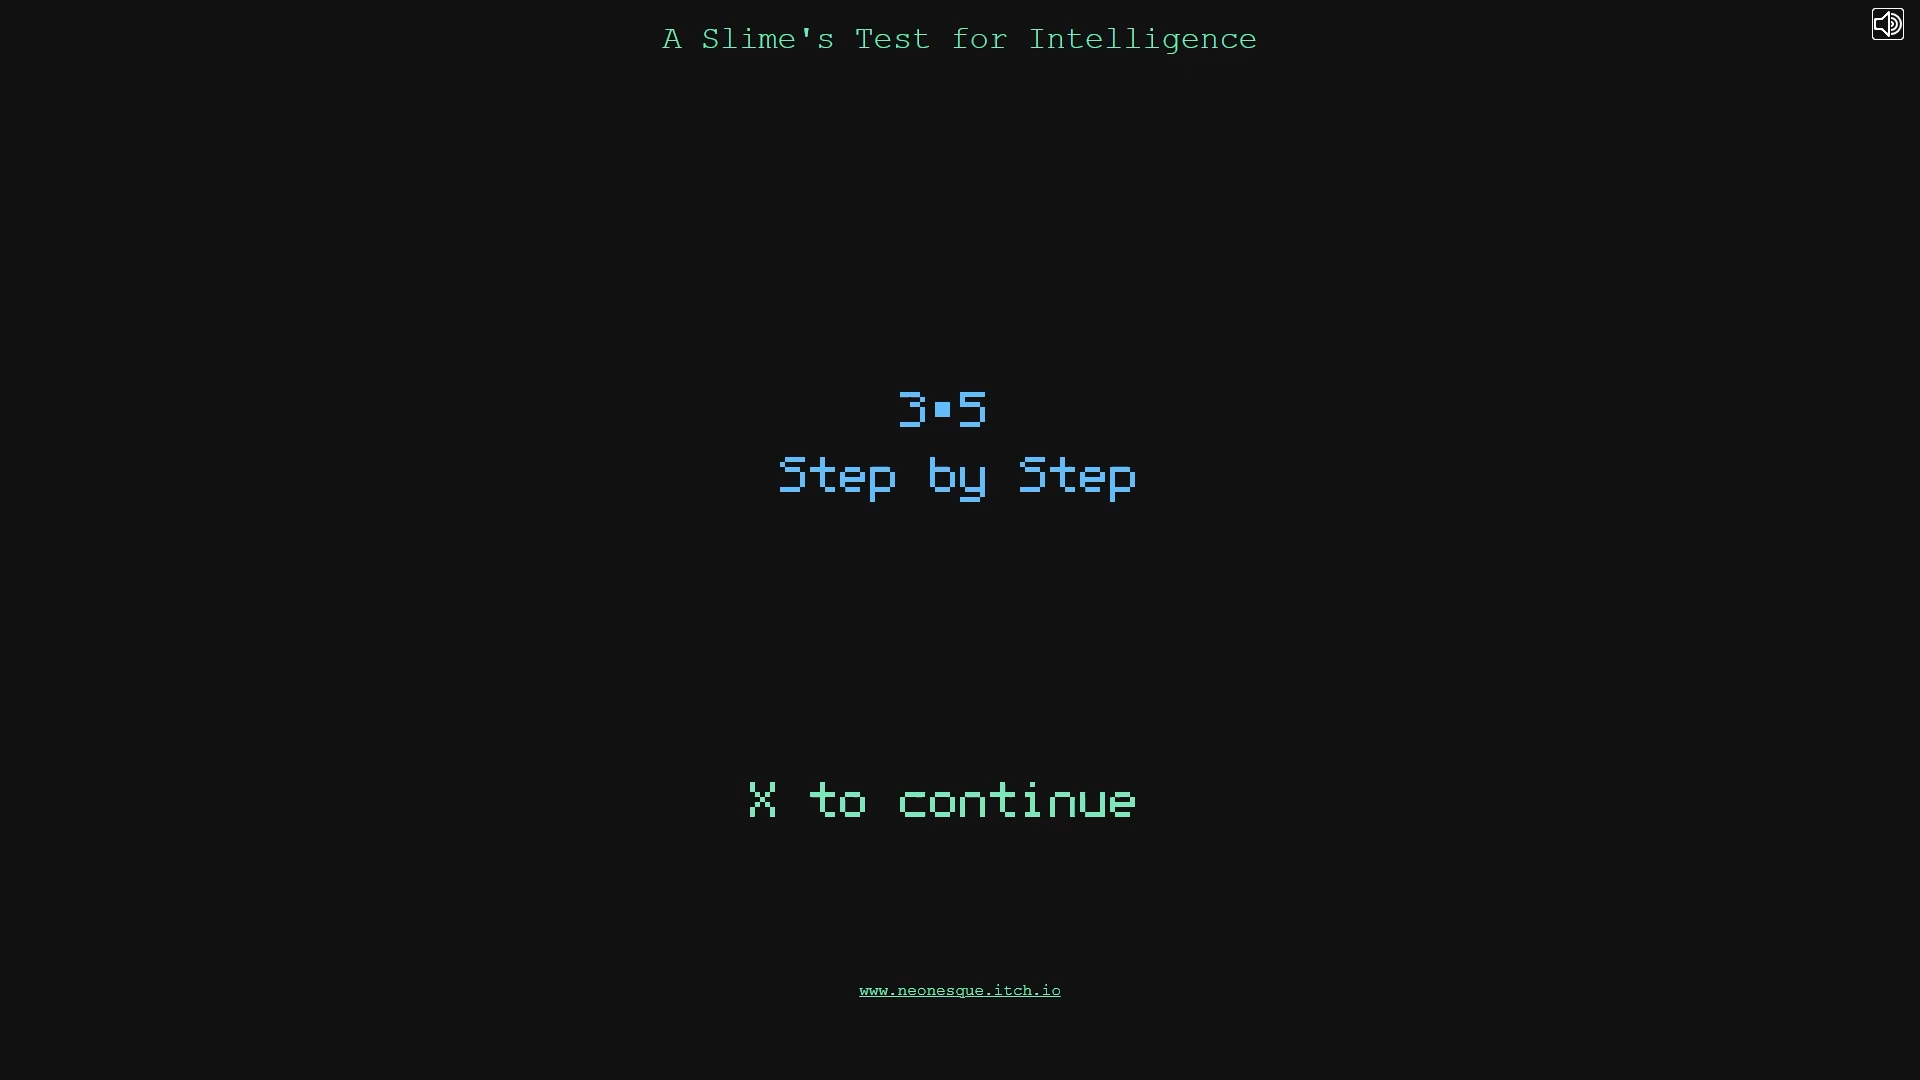 A Slime's Test for Intelligence
3▪5
Step by Step
X to continue
www.neonesque.itch.io